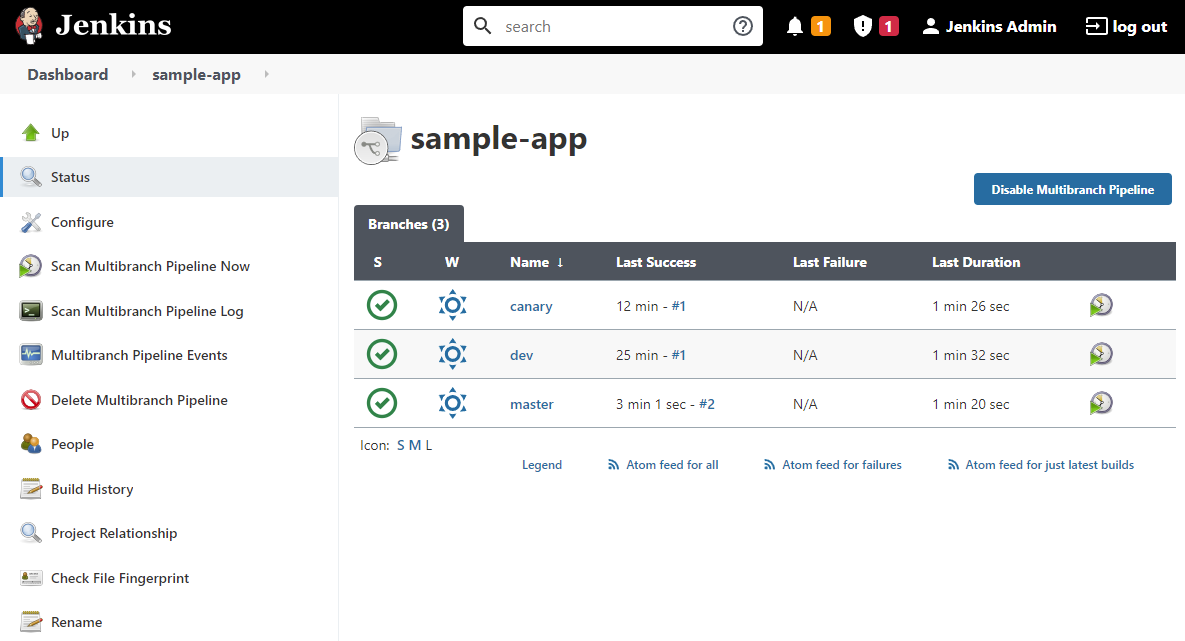 Jenkins
search
1
1
Jenkins Admin
log out
Dashboard
sample-app
Up
Status
Configure
Scan Multibranch Pipeline Now
Scan Multibranch Pipeline Log
Multibranch Pipeline Events
Delete Multibranch Pipeline
People
Build History
Project Relationship
Check File Fingerprint
Rename
sample-app
Disable Multibranch Pipeline
Branches (3)
S W Name ↓ Last Success Last Failure Last Duration
canary 12 min - #1 N/A 1 min 26 sec
dev 25 min - #1 N/A 1 min 32 sec
master 3 min 1 sec - #2 N/A 1 min 20 sec
Icon: S M L
Legend Atom feed for all Atom feed for failures Atom feed for just latest builds